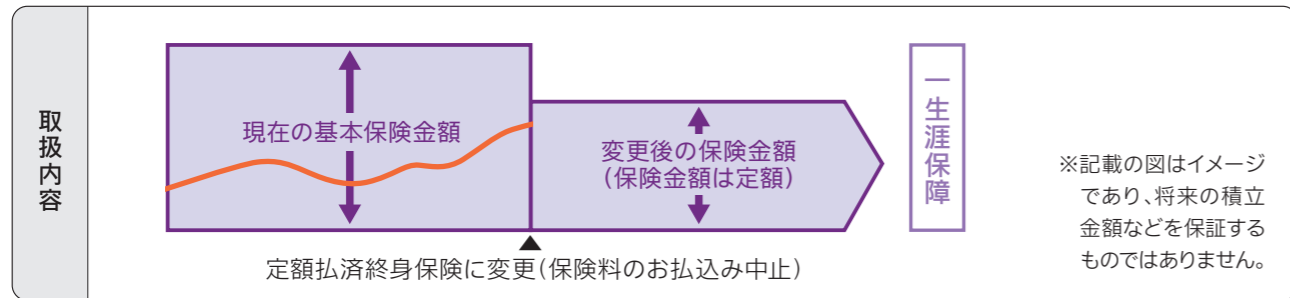 取扱内容
現在の基本保険金額
変更後の保険金額
(保険金額は定額)
一生涯保障
定額払済終身保険に変更(保険料のお払込み中止)
※記載の図はイメージ
であり、将来の積立
金額などを保証する
ものではありません。